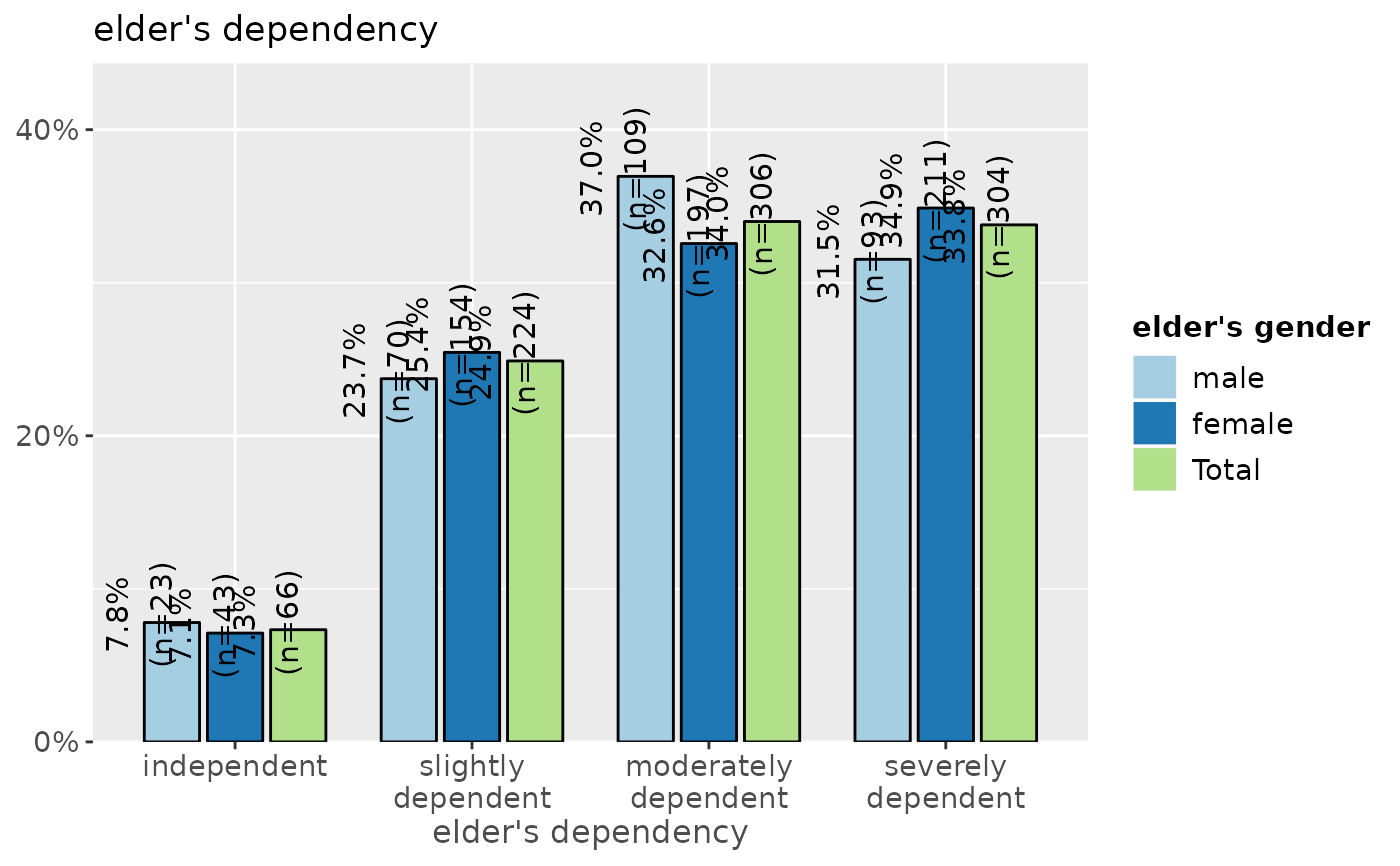 elder's dependency
40%
20%
0%
7.8%
(n=23)
7.1%
(n=43)
7.3%
(n=66)
23.7%
(n=70)
25.4%
(n=154)
24.9%
(n=224)
37.0%
(n=109)
32.6%
(n=197)
34.0%
(n=306)
31.5%
(n=93)
34.9%
(n=211)
33.8%
(n=304)
independent
slightly
dependent
moderately
dependent
severely
dependent
elder's dependency
elder's gender
male
female
Total